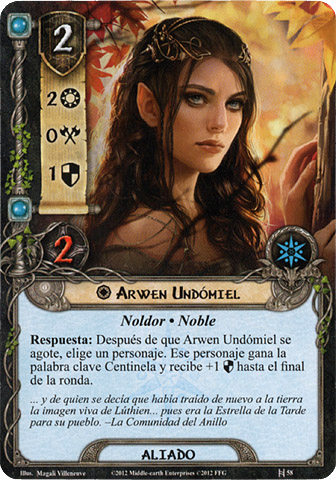 2
2
0
1
2
Arwen Undómiel
Noldor • Noble
Respuesta: Después de que Arwen Undómiel se
agote, elige un personaje. Ese personaje gana la
palabra clave Centinela y recibe +1 hasta el final
de la ronda.
... y de quien se decía que había traído de nuevo a la tierra
la imagen viva de Lúthien... pues era la Estrella de la Tarde
para su pueblo. –La Comunidad del Anillo
ALIADO
Illus. Magali Villeneuve ©2012 Middle-earth Enterprises ©2012 FFG 58